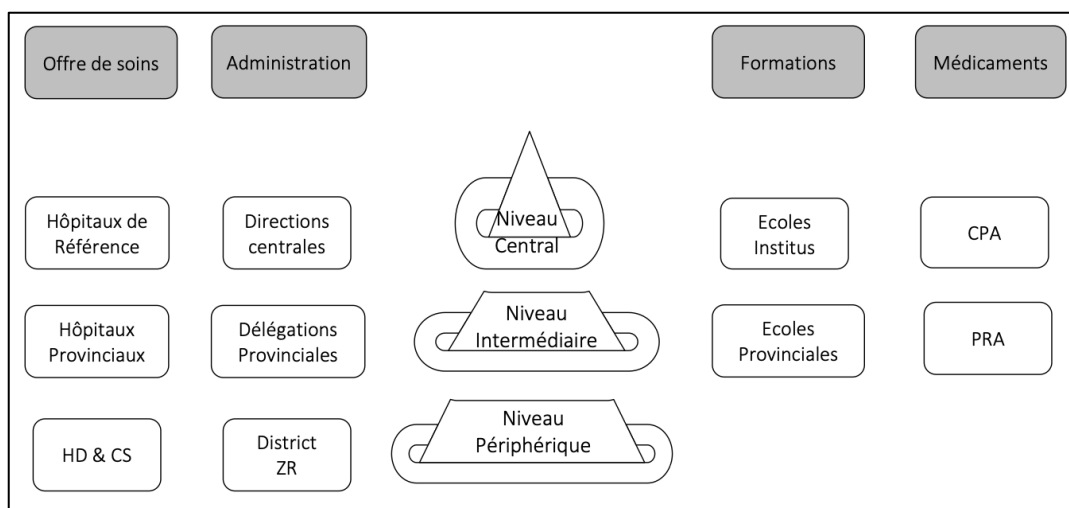 Offre de soins
Administration
Formations
Médicaments
Hôpitaux de
Référence
Directions
centrales
Niveau
Central
Ecoles
Institus
CPA
Hôpitaux
Provinciaux
Délégations
Provinciales
Niveau
Intermédiaire
Ecoles
Provinciales
PRA
HD & CS
District
ZR
Niveau
Périphérique